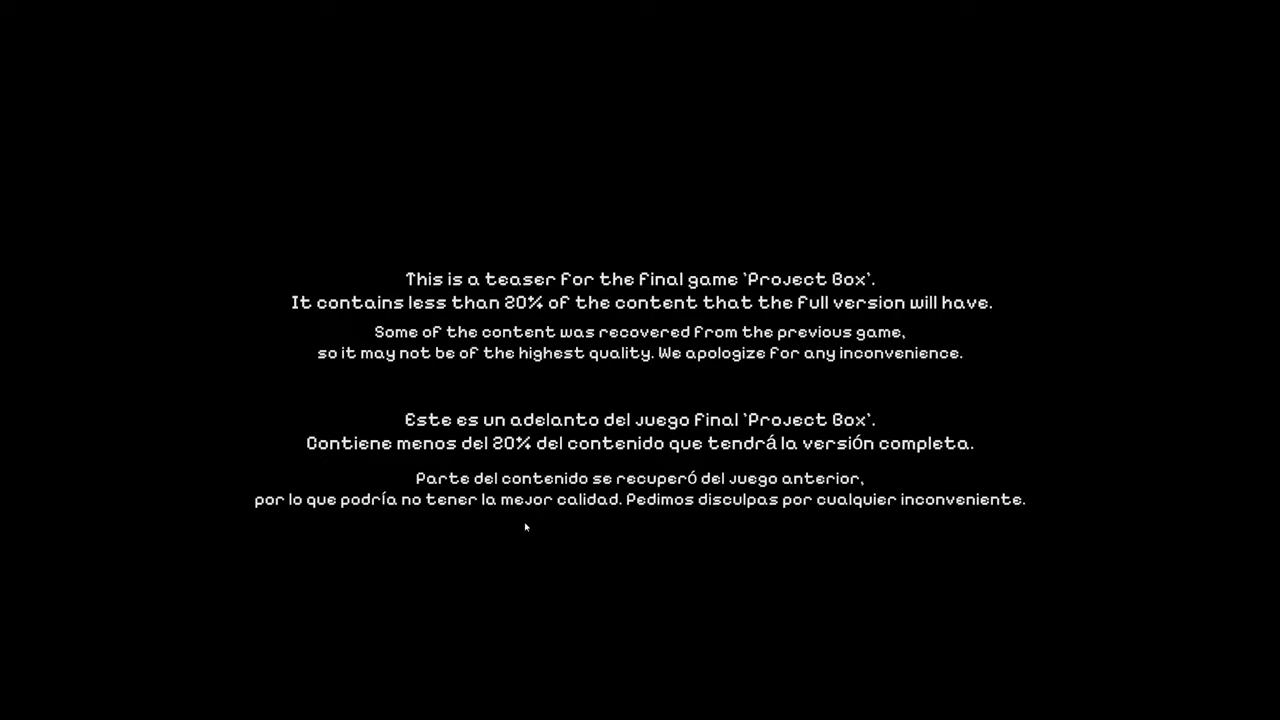 This is a teaser for the final game 'Project Box'.
It contains less than 20% of the content that the full version will have.
Some of the content was recovered from the previous game,
so it may not be of the highest quality. We apologize for any inconvenience.
Este es un adelanto del juego final 'Project Box'.
Contiene menos del 20% del contenido que tendrá la versión completa.
Parte del contenido se recuperó del juego anterior,
por lo que podría no tener la mejor calidad. Pedimos disculpas por cualquier inconveniente.